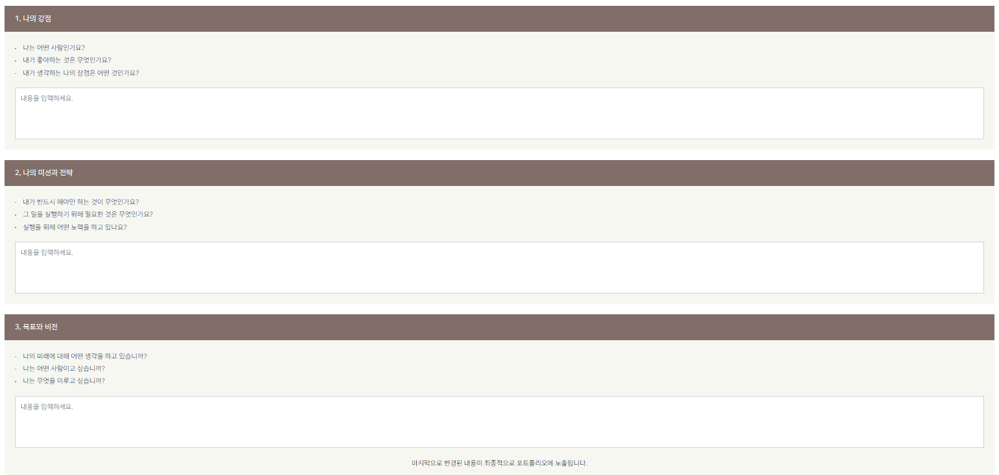 1. 나의 강점
· 나는 어떤 사람인가요?
· 내가 좋아하는 것은 무엇인가요?
· 내가 생각하는 나의 장점은 어떤 것인가요?
내용을 입력하세요.
2. 나의 미션과 전략
· 내가 반드시 해야만 하는 것이 무엇인가요?
· 그 일을 실행하기 위해 필요한 것은 무엇인가요?
· 실행을 위해 어떤 노력을 하고 있나요?
내용을 입력하세요.
3. 목표와 비전
· 나의 미래에 대해 어떤 생각을 하고 있습니까?
· 나는 어떤 사람이고 싶습니까?
· 나는 무엇을 이루고 싶습니까?
내용을 입력하세요.
마지막으로 변경된 내용이 최종적으로 포트폴리오에 노출됩니다.